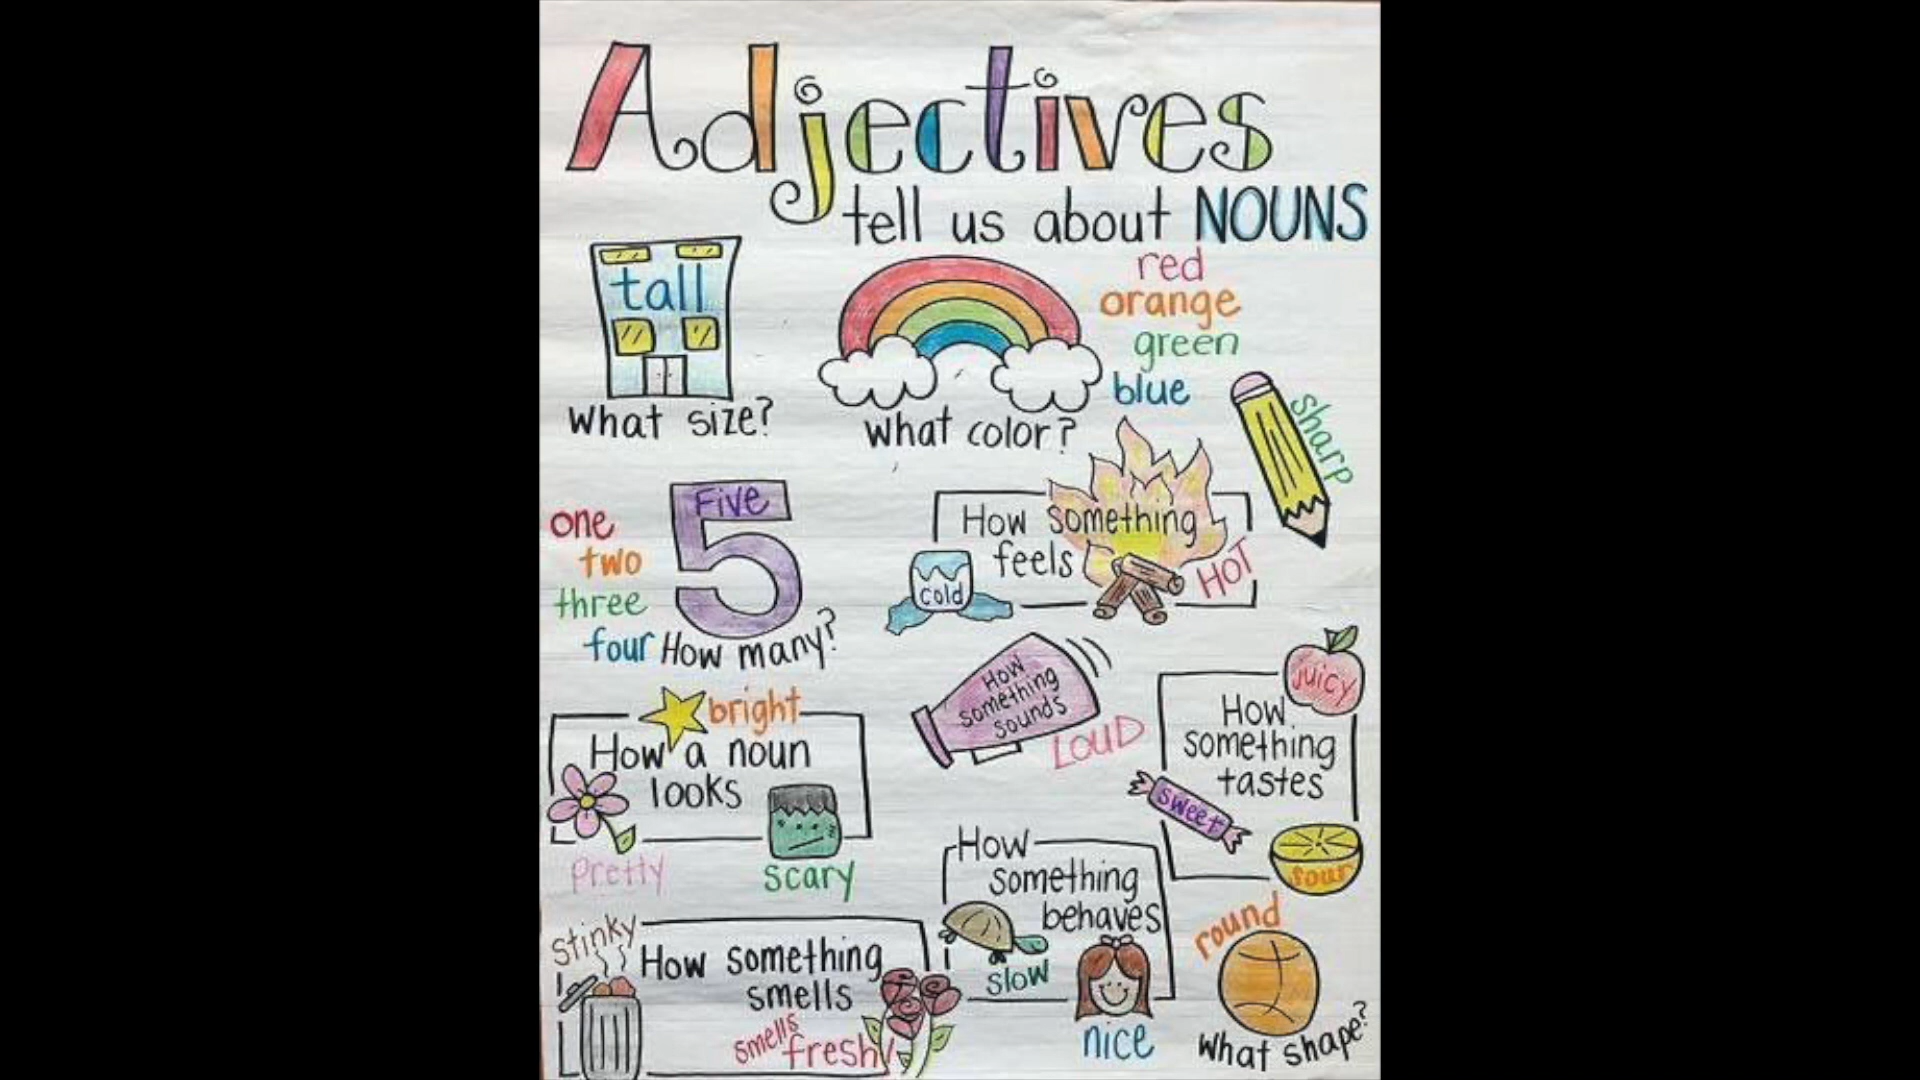 Adjectives
tell us about NOUNS
tall
What size?
red
orange
green
blue
What color?
sharp
one
two
three
four
Five
How many?
How something
feels
cold
HOT
How
something
sounds
LOUD
juicy
How
something
tastes
sweet
sour
bright
How a noun
looks
Pretty
scary
How
something
behaves
slow
nice
stinky
How something
smells
smells
fresh!
round
What shape?